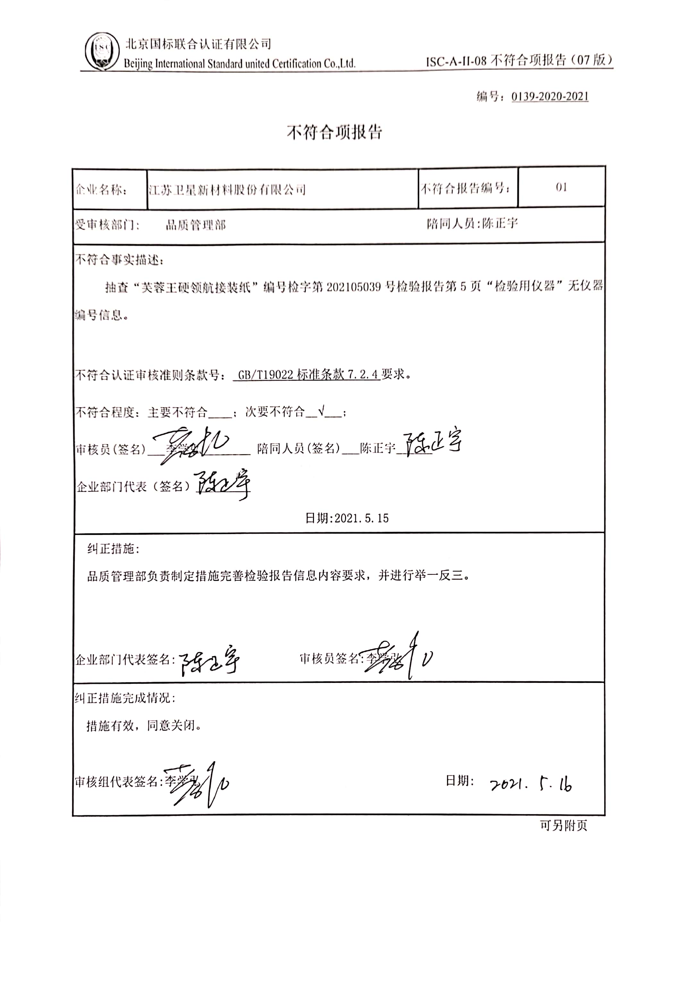 ISC
北京国标联合认证有限公司
Beijing International Standard united Certification Co.,Ltd.
ISC-A-II-08 不符合项报告（07 版）
编号：0139-2020-2021
不符合项报告
企业名称：
江苏卫星新材料股份有限公司
不符合报告编号：
01
受审核部门： 品质管理部 陪同人员:陈正宇
不符合事实描述：
抽查“芙蓉王硬领航接装纸”编号检字第 202105039 号检验报告第 5 页“检验用仪器”无仪器
编号信息。
不符合认证审核准则条款号： GB/T19022 标准条款 7.2.4 要求。
不符合程度：主要不符合____；次要不符合__√___；
审核员(签名)___李学 陪同人员(签名)___陈正宇 陈正宇
企业部门代表（签名）陈正宇
日期:2021.5.15
纠正措施：
品质管理部负责制定措施完善检验报告信息内容要求，并进行举一反三。
企业部门代表签名: 陈正宇 审核员签名:李学
纠正措施完成情况：
措施有效，同意关闭。
审核组代表签名:李学 日期： 2021.5.16
可另附页